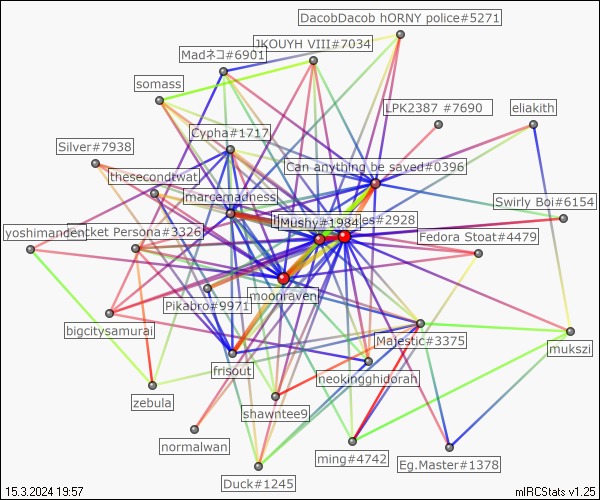 DacobDacob hORNY police#5271
JKOUYH VIII#7034
Madネコ#6901
somass
LPK2387 #7690
eliakith
Cypha#1717
Silver#7938
Can anything be saved#0396
thesecondtwat
marcemadness
Swirly Boi#6154
Mushy#1984
es#2928
yoshimanden
Pocket Persona#3326
Fedora Stoat#4479
moonraven
Pikabro#9971
bigcitysamurai
Majestic#3375
mukszi
frisout
neokingghidorah
zebula
shawntee9
normalwan
ming#4742
Eg.Master#1378
Duck#1245
15.3.2024 19:57
mIRCStats v1.25